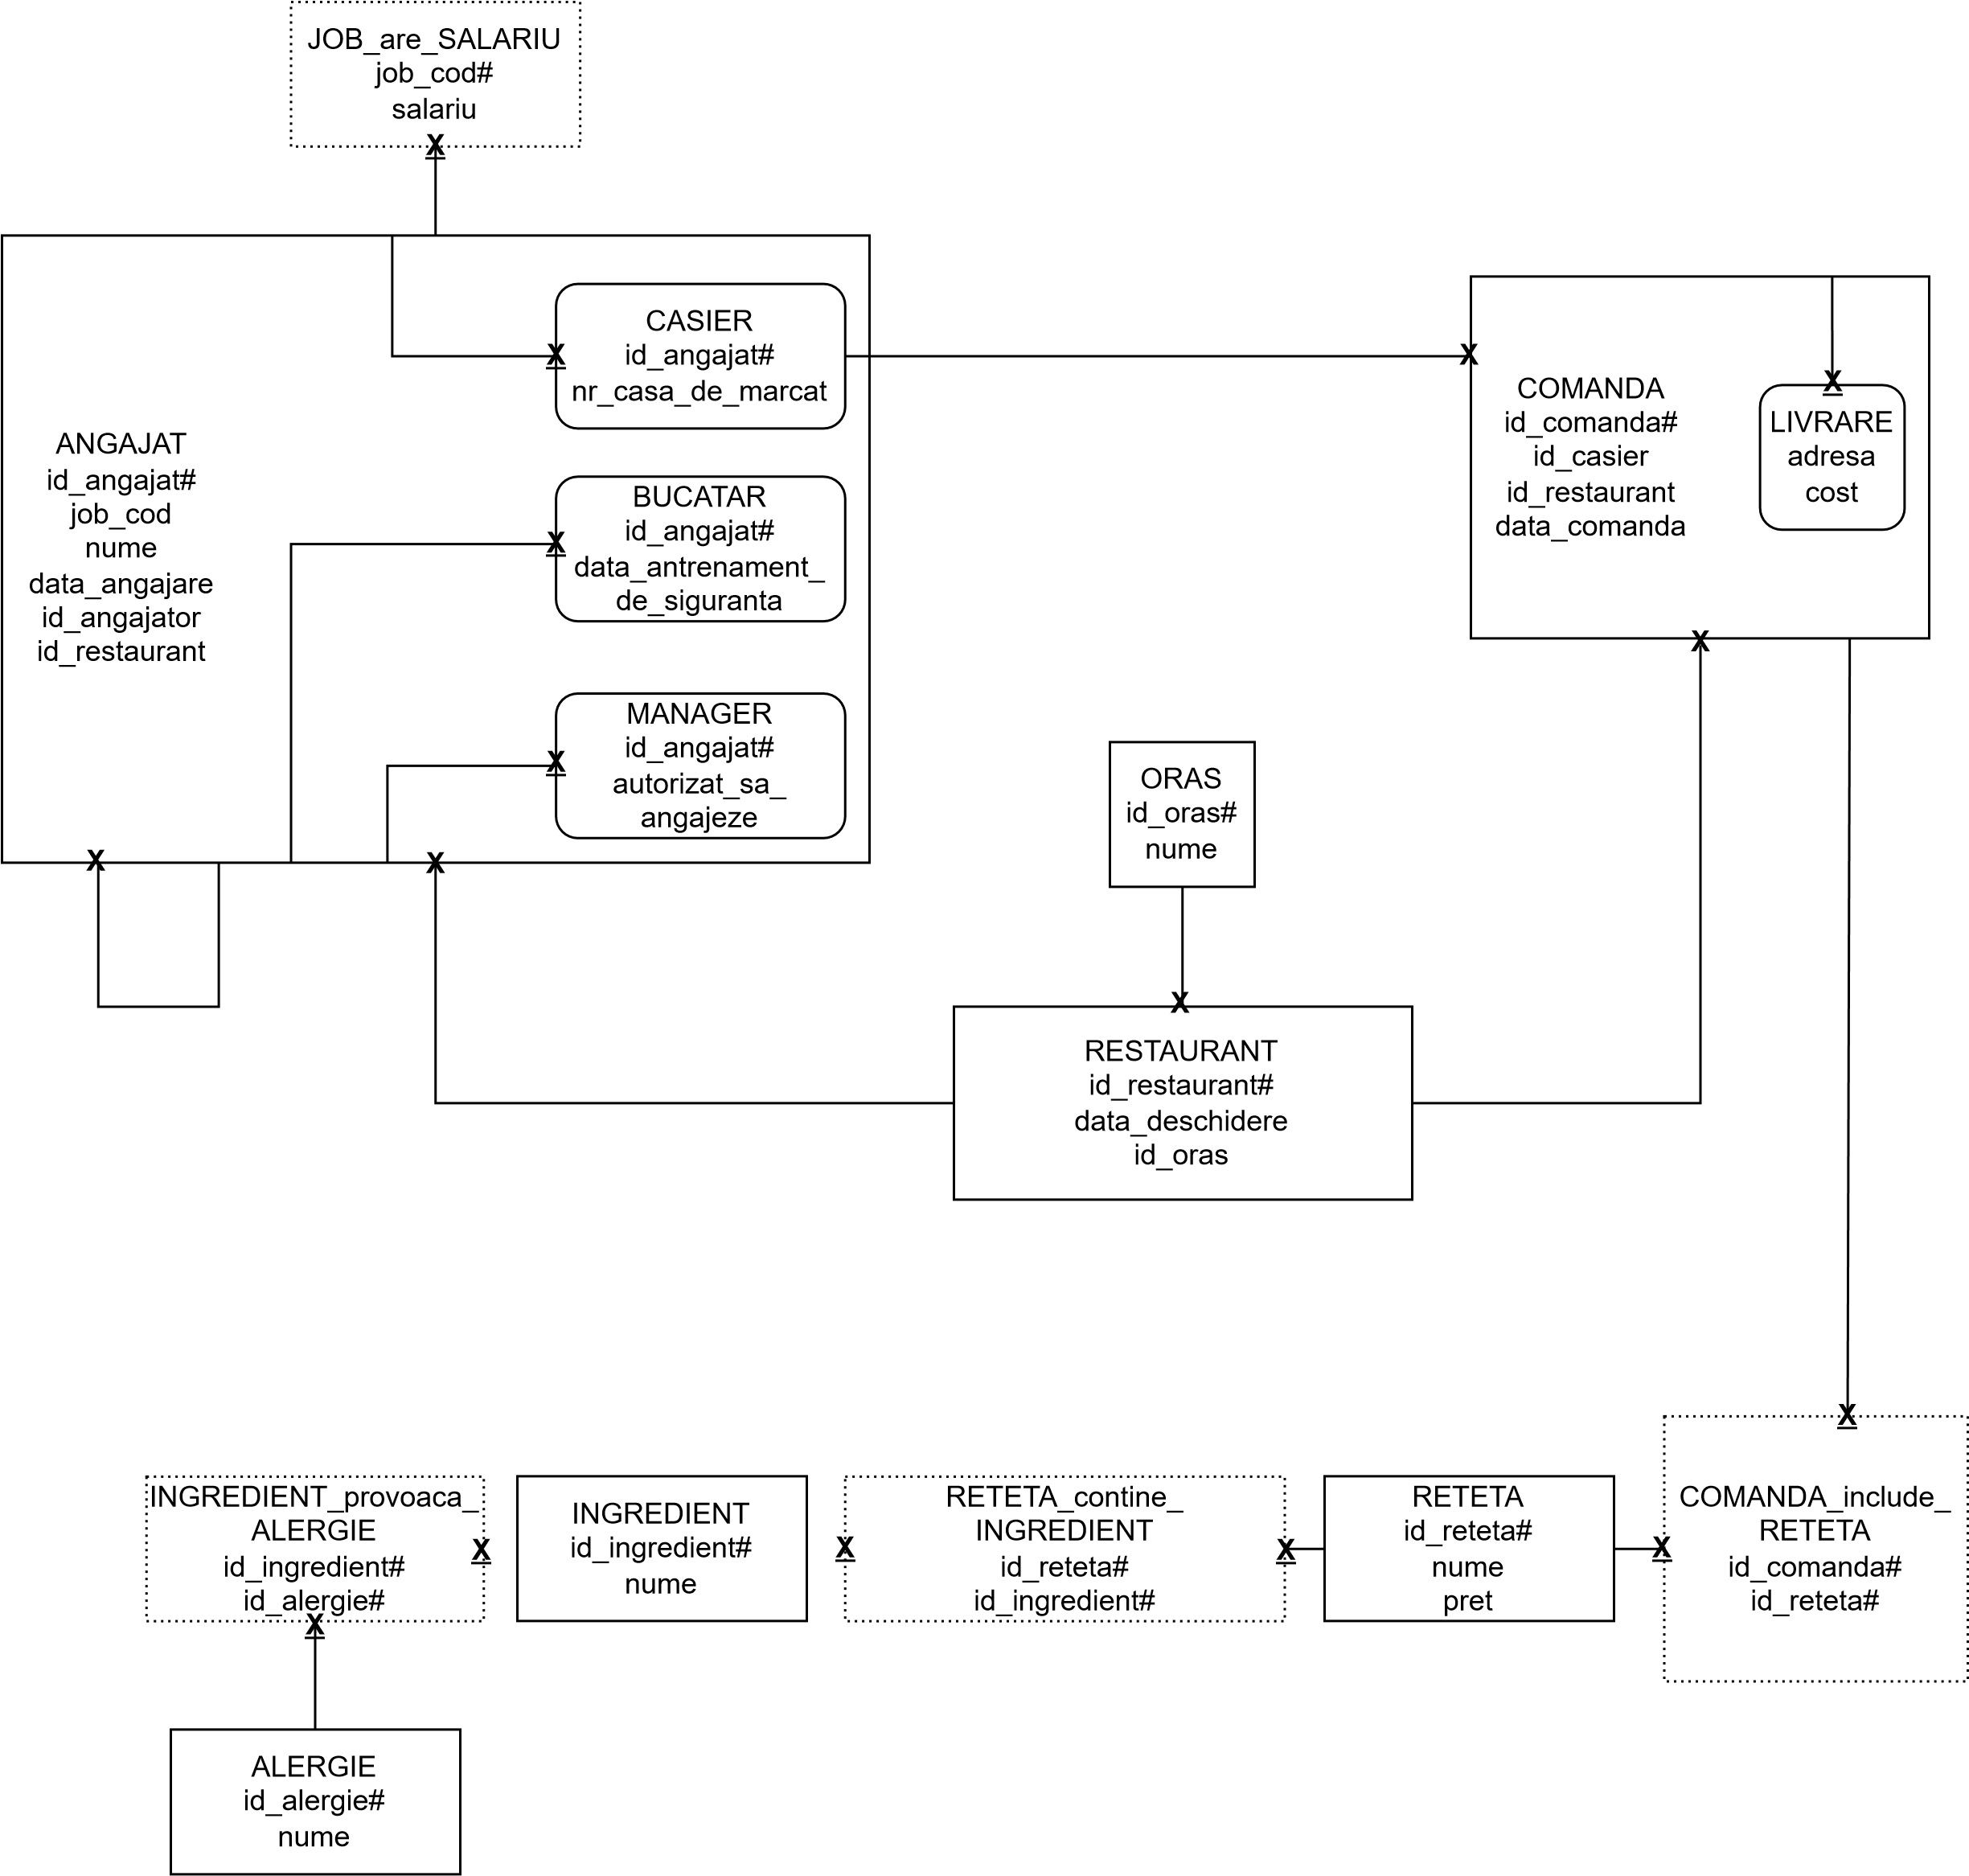 JOB_are_SALARIU
job_cod#
salariu
X
ANGAJAT
id_angajat#
job_cod
nume
data_angajare
id_angajator
id_restaurant
X
CASIER
id_angajat#
nr_casa_de_marcat
X
BUCATAR
id_angajat#
data_antrenament_
de_siguranta
X
MANAGER
id_angajat#
autorizat_sa_
angajeze
X
X
X
COMANDA
id_comanda#
id_casier
id_restaurant
data_comanda
X
LIVRARE
adresa
cost
X
X
ORAS
id_oras#
nume
X
RESTAURANT
id_restaurant#
data_deschidere
id_oras
INGREDIENT_provoaca_
ALERGIE
id_ingredient#
id_alergie#
X
X
INGREDIENT
id_ingredient#
nume
X
RETETA_contine_
INGREDIENT
id_reteta#
id_ingredient#
X
RETETA
id_reteta#
nume
pret
X
X
COMANDA_include_
RETETA
id_comanda#
id_reteta#
ALERGIE
id_alergie#
nume